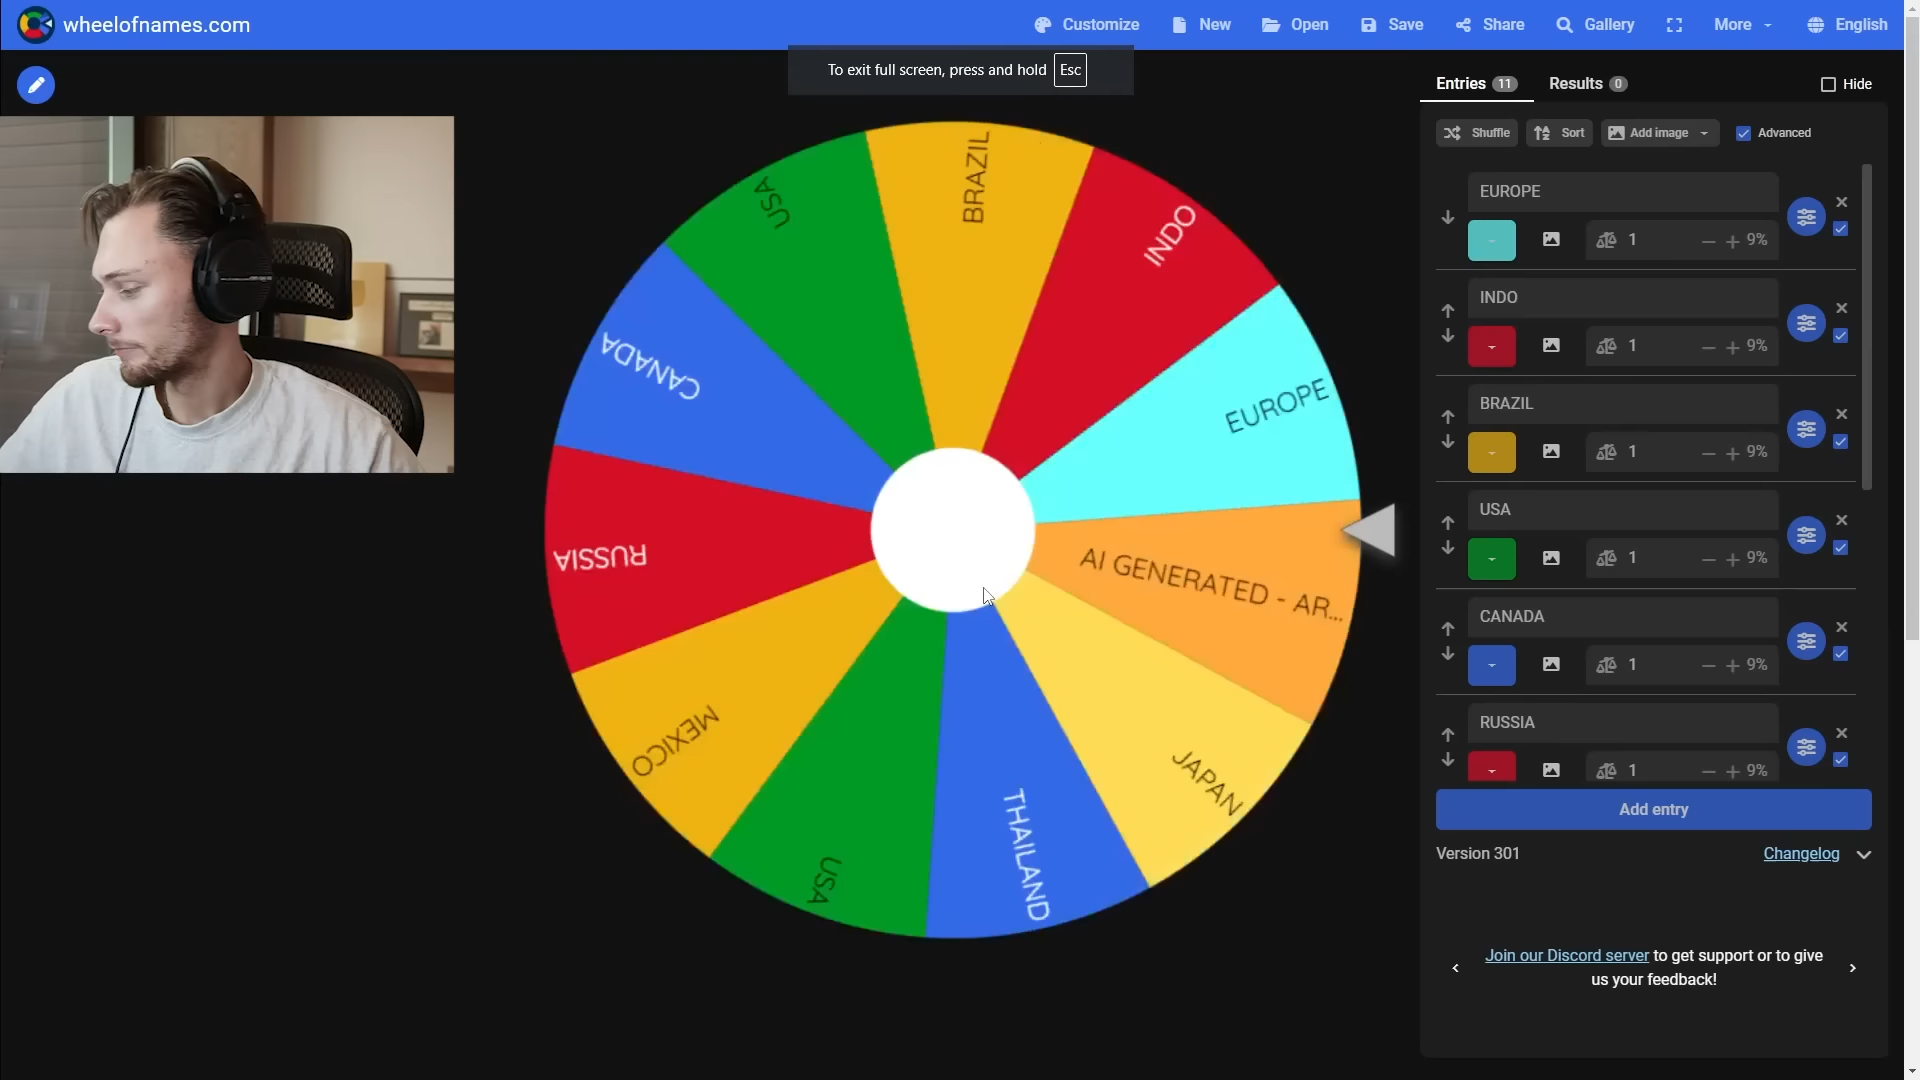 wheelofnames.com
Customize
New
Open
Save
Share
Gallery
More
English
To exit full screen, press and hold Esc
Entries 11
Results 0
Hide
Shuffle
Sort
Add image
Advanced
EUROPE
1
9%
INDO
1
9%
BRAZIL
1
9%
USA
1
9%
CANADA
1
9%
RUSSIA
1
9%
Add entry
Version 301
Changelog
Join our Discord server to get support or to give
us your feedback!
BRAZIL
INDO
EUROPE
AI GENERATED - AR...
JAPAN
THAILAND
USA
MEXICO
RUSSIA
CANADA
USA